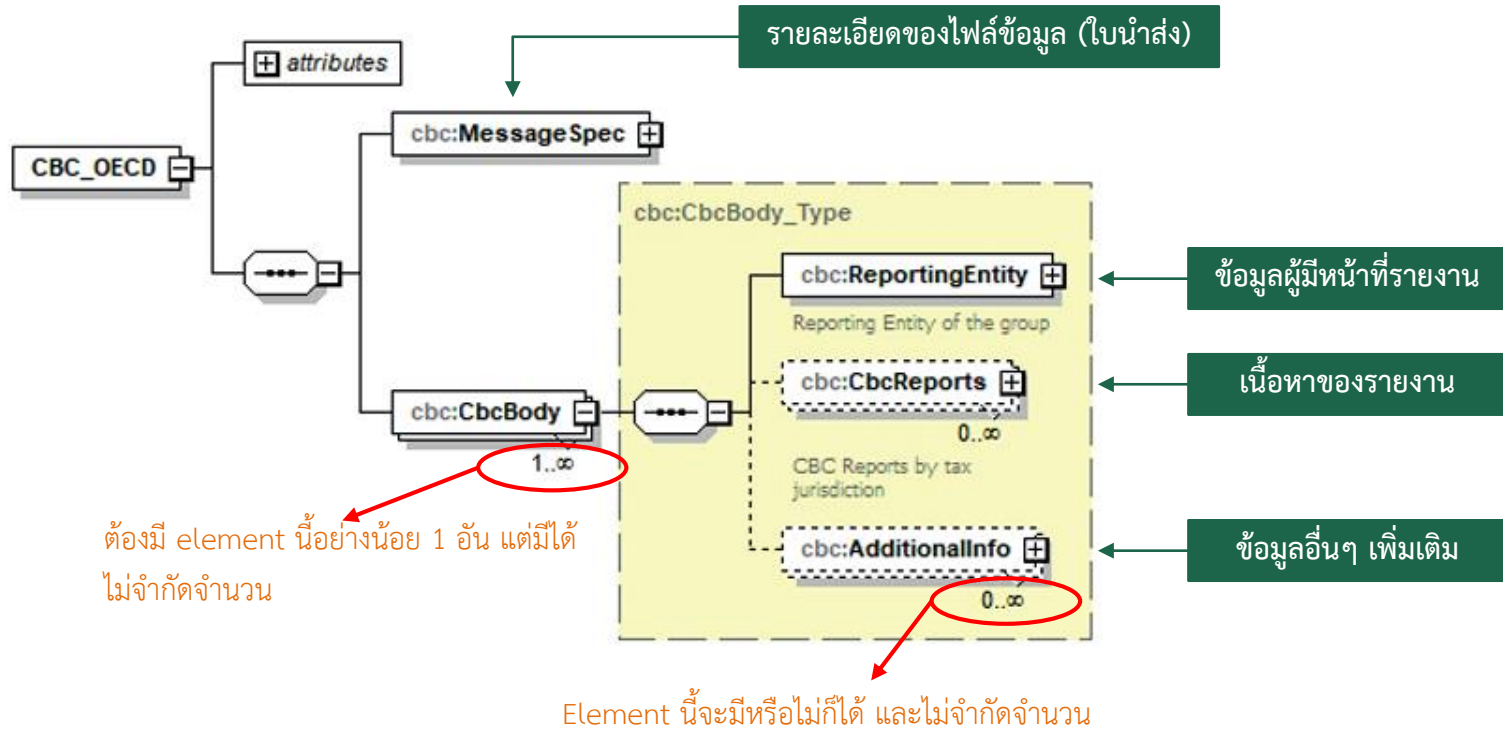 รายละเอียดของไฟล์ข้อมูล (ใบนำส่ง)
attributes
cbc:MessageSpec
CBC_OECD
cbc:CbcBody_Type
cbc:ReportingEntity
ข้อมูลผู้มีหน้าที่รายงาน
Reporting Entity of the group
cbc:CbcReports
เนื้อหาของรายงาน
0..∞
cbc:CbcBody
1..∞
CBC Reports by tax
jurisdiction
ต้องมี element นี้อย่างน้อย 1 อัน แต่มีได้
ไม่จำกัดจำนวน
cbc:AdditionalInfo
ข้อมูลอื่นๆ เพิ่มเติม
0..∞
Element นี้จะมีหรือไม่ก็ได้ และไม่จำกัดจำนวน